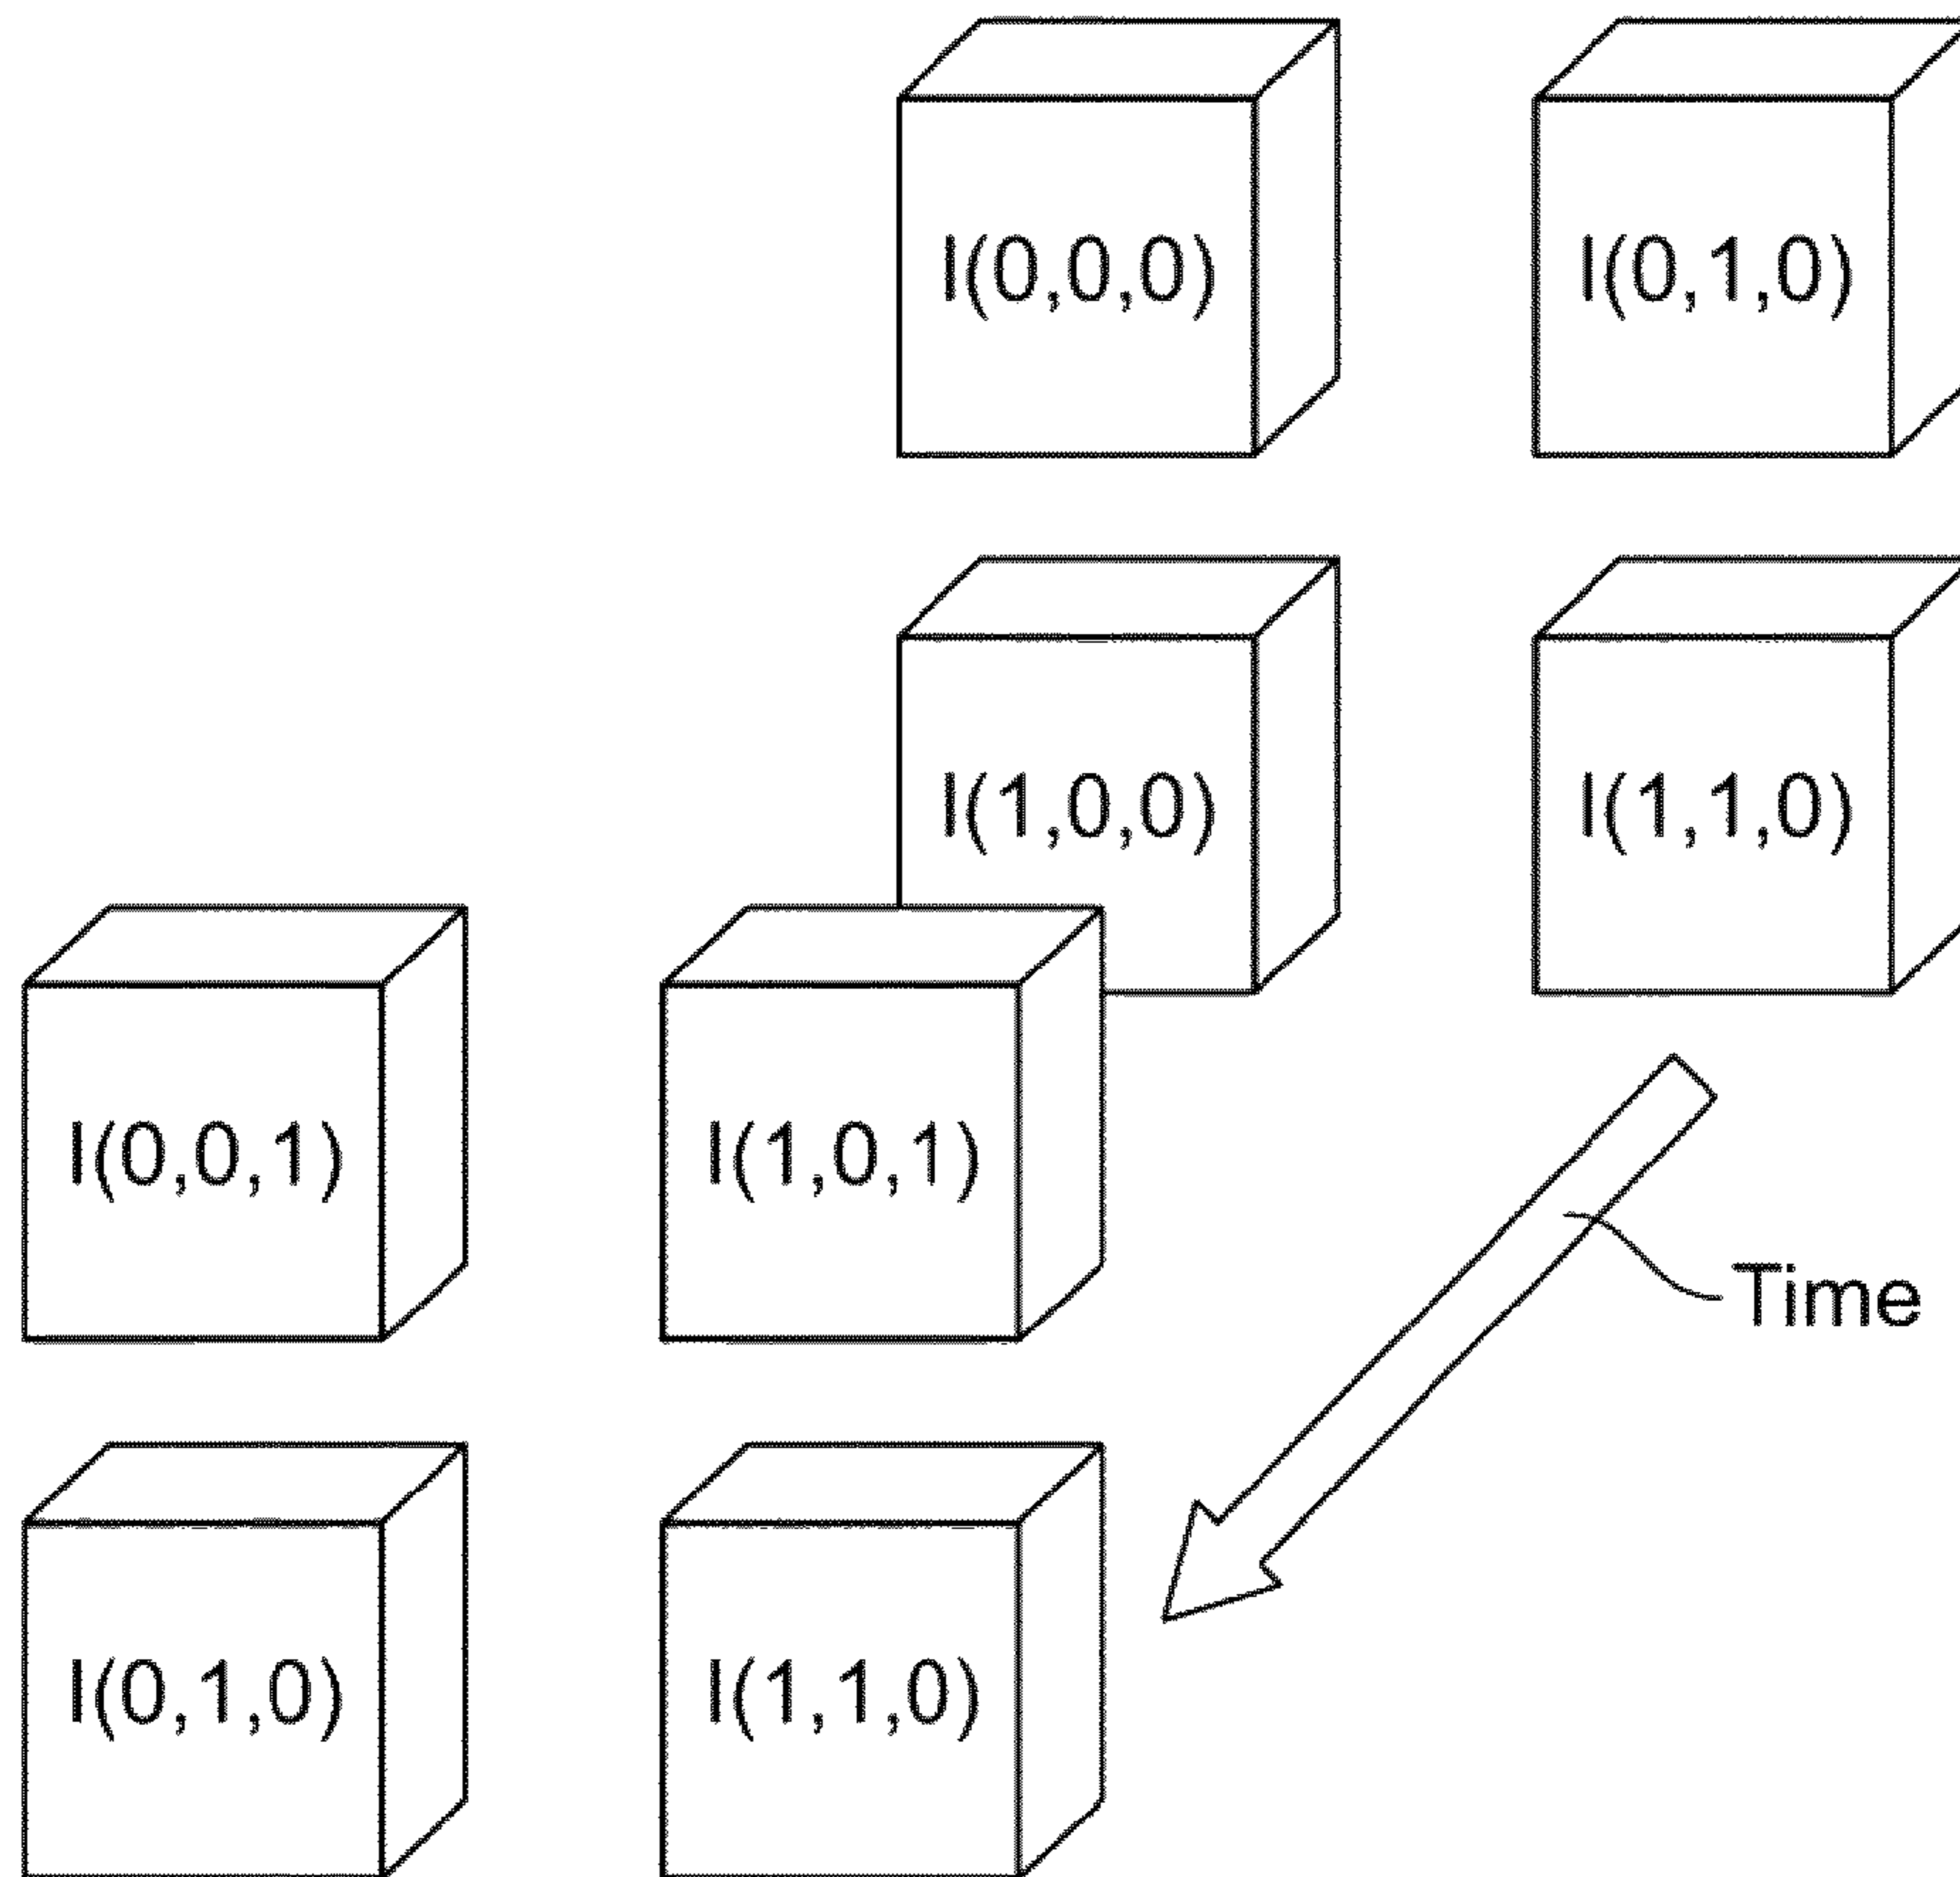 I(0,0,0) I(0,1,0)
I(1,0,0) I(1,1,0)
I(0,0,1) I(1,0,1)
Time
I(0,1,0) I(1,1,0)